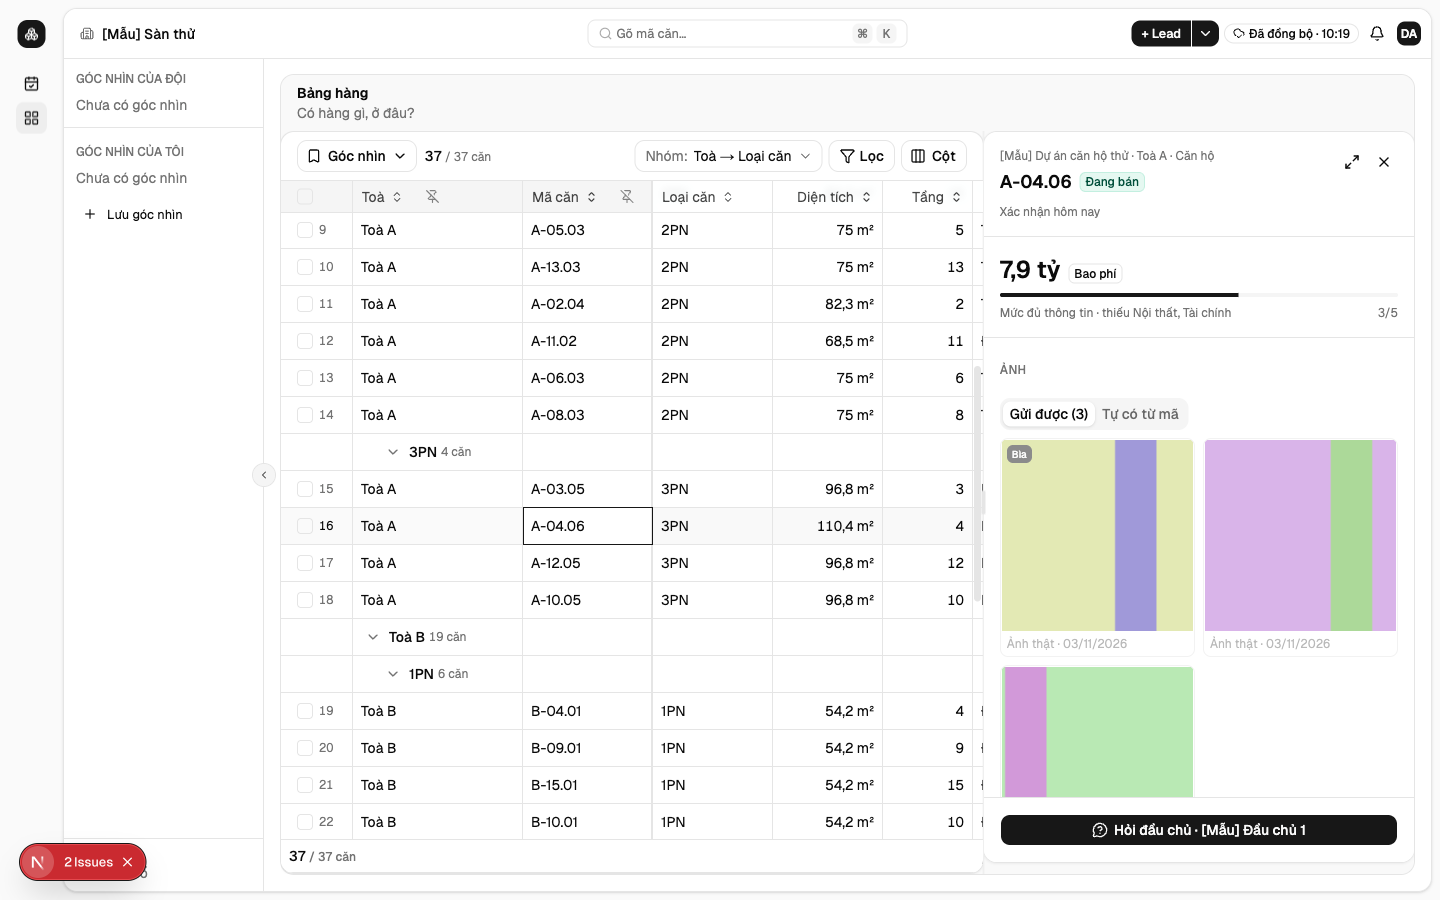 [Mẫu] Sàn thử
Gõ mã căn...
⌘ K
+ Lead
Đã đồng bộ · 10:19
DA
GÓC NHÌN CỦA ĐỘI
Chưa có góc nhìn
GÓC NHÌN CỦA TÔI
Chưa có góc nhìn
+ Lưu góc nhìn
2 Issues
Bảng hàng
Có hàng gì, ở đâu?
Góc nhìn
37 / 37 căn
Nhóm: Toà → Loại căn
Lọc
Cột
Toà Mã căn Loại căn Diện tích Tầng
9 Toà A A-05.03 2PN 75 m² 5
10 Toà A A-13.03 2PN 75 m² 13
11 Toà A A-02.04 2PN 82,3 m² 2
12 Toà A A-11.02 2PN 68,5 m² 11
13 Toà A A-06.03 2PN 75 m² 6
14 Toà A A-08.03 2PN 75 m² 8
3PN 4 căn
15 Toà A A-03.05 3PN 96,8 m² 3
16 Toà A A-04.06 3PN 110,4 m² 4
17 Toà A A-12.05 3PN 96,8 m² 12
18 Toà A A-10.05 3PN 96,8 m² 10
Toà B 19 căn
1PN 6 căn
19 Toà B B-04.01 1PN 54,2 m² 4
20 Toà B B-09.01 1PN 54,2 m² 9
21 Toà B B-15.01 1PN 54,2 m² 15
22 Toà B B-10.01 1PN 54,2 m² 10
37 / 37 căn
[Mẫu] Dự án căn hộ thử · Toà A · Căn hộ
A-04.06 Đang bán
Xác nhận hôm nay
7,9 tỷ Bao phí
Mức đủ thông tin · thiếu Nội thất, Tài chính 3/5
ẢNH
Gửi được (3) Tự có từ mã
Bìa
Ảnh thật · 03/11/2026
Ảnh thật · 03/11/2026
Hỏi đầu chủ · [Mẫu] Đầu chủ 1